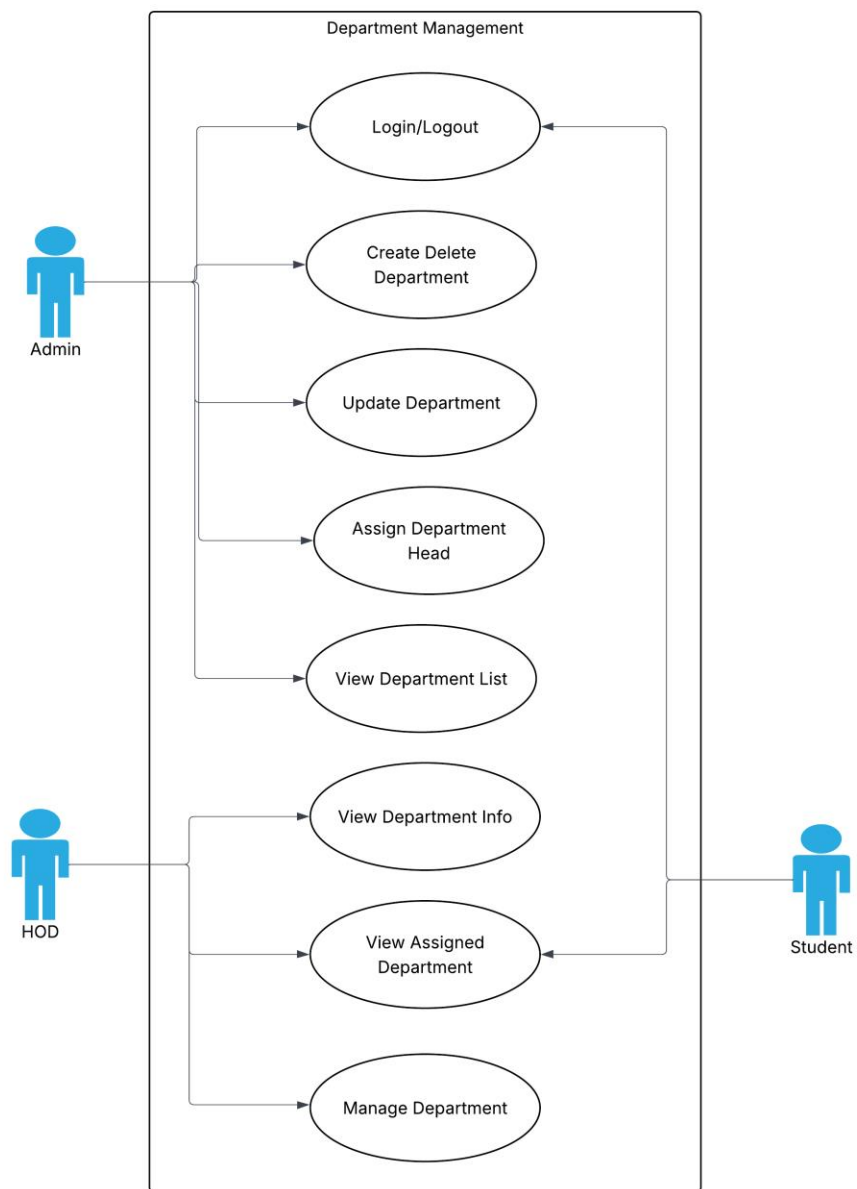 Department Management
Login/Logout
Create Delete
Department
Admin
Update Department
Assign Department
Head
View Department List
View Department Info
HOD
View Assigned
Department
Student
Manage Department